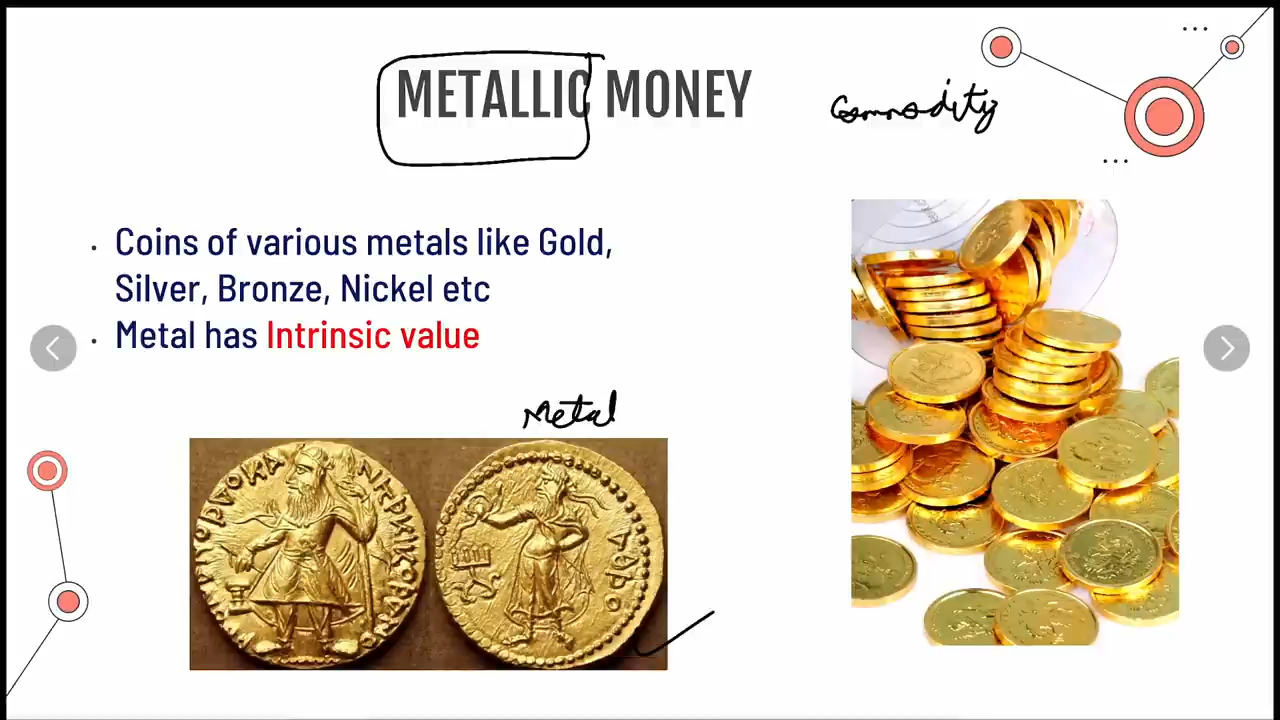 METALLIC MONEY
Commodity
• Coins of various metals like Gold,
Silver, Bronze, Nickel etc
• Metal has Intrinsic value
Metal